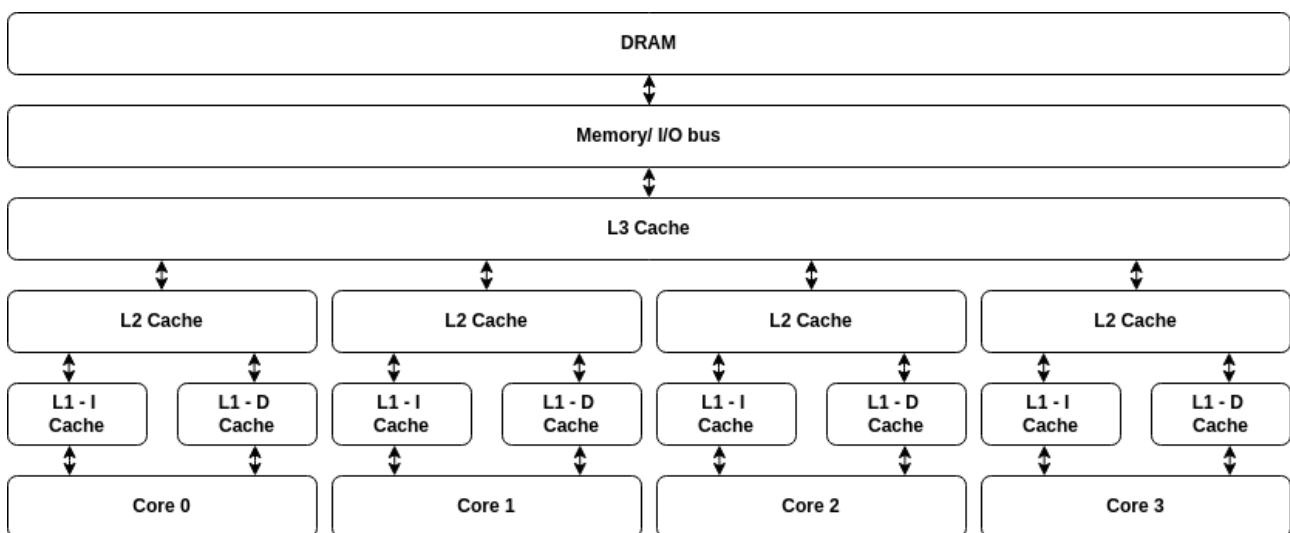 DRAM
Memory/ I/O bus
L3 Cache
L2 Cache
L2 Cache
L2 Cache
L2 Cache
L1 - I
Cache
L1 - D
Cache
L1 - I
Cache
L1 - D
Cache
L1 - I
Cache
L1 - D
Cache
L1 - I
Cache
L1 - D
Cache
Core 0
Core 1
Core 2
Core 3